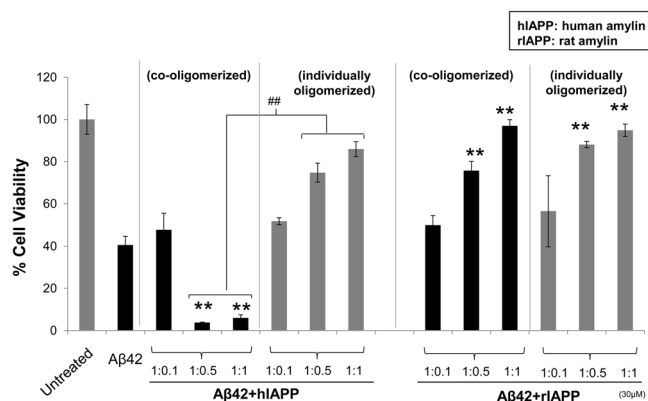 hIAPP: human amylin
rIAPP: rat amylin
(co-oligomerized)
(individually
oligomerized)
(co-oligomerized)
(individually
oligomerized)
##
**
**
**
**
**
**
% Cell Viability
120
100
80
60
40
20
0
Untreated
Aβ42
1:0.1
1:0.5
1:1
1:0.1
1:0.5
1:1
1:0.1
1:0.5
1:1
1:0.1
1:0.5
1:1
Aβ42+hIAPP
Aβ42+rIAPP
(30μM)